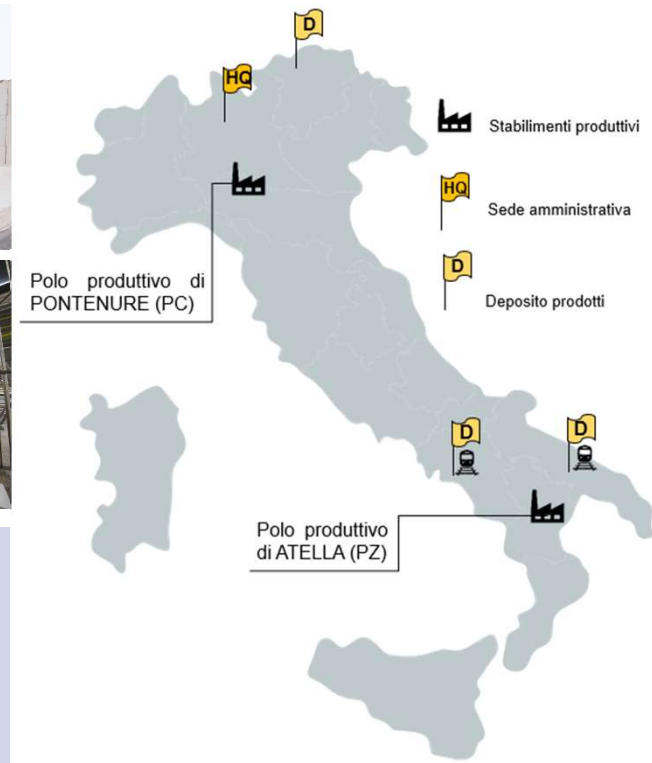 D
HQ
Stabilimenti produttivi
HQ
Sede amministrativa
D
Deposito prodotti
Polo produttivo di
PONTENURE (PC)
D
D
Polo produttivo
di ATELLA (PZ)